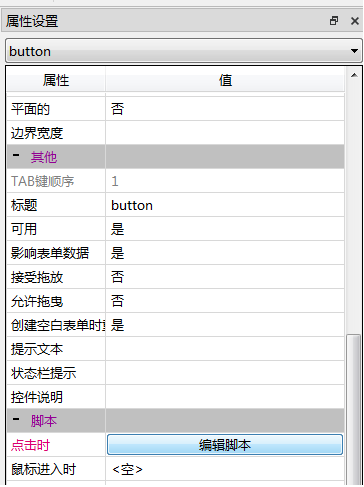 属性设置
button
属性 值
平面的 否
边界宽度
其他
TAB键顺序 1
标题 button
可用 是
影响表单数据 是
接受拖放 否
允许拖曳 否
创建空白表单时 是
提示文本
状态栏提示
控件说明
脚本
点击时 编辑脚本
鼠标进入时 <空>